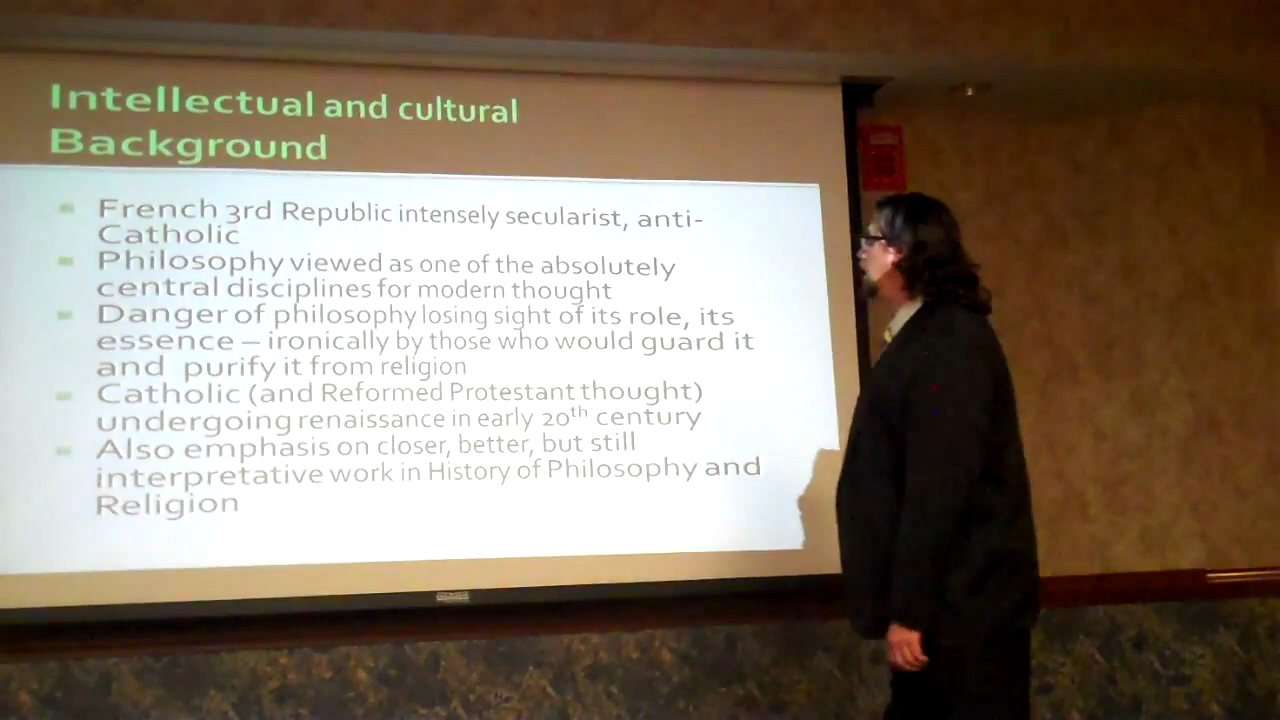 Intellectual and cultural
Background
French 3rd Republic intensely secularist, anti-
Catholic
Philosophy viewed as one of the absolutely
central disciplines for modern thought
Danger of philosophy losing sight of its role, its
essence – ironically by those who would guard it
and purify it from religion
Catholic (and Reformed Protestant thought)
undergoing renaissance in early 20th century
Also emphasis on closer, better, but still
interpretative work in History of Philosophy and
Religion